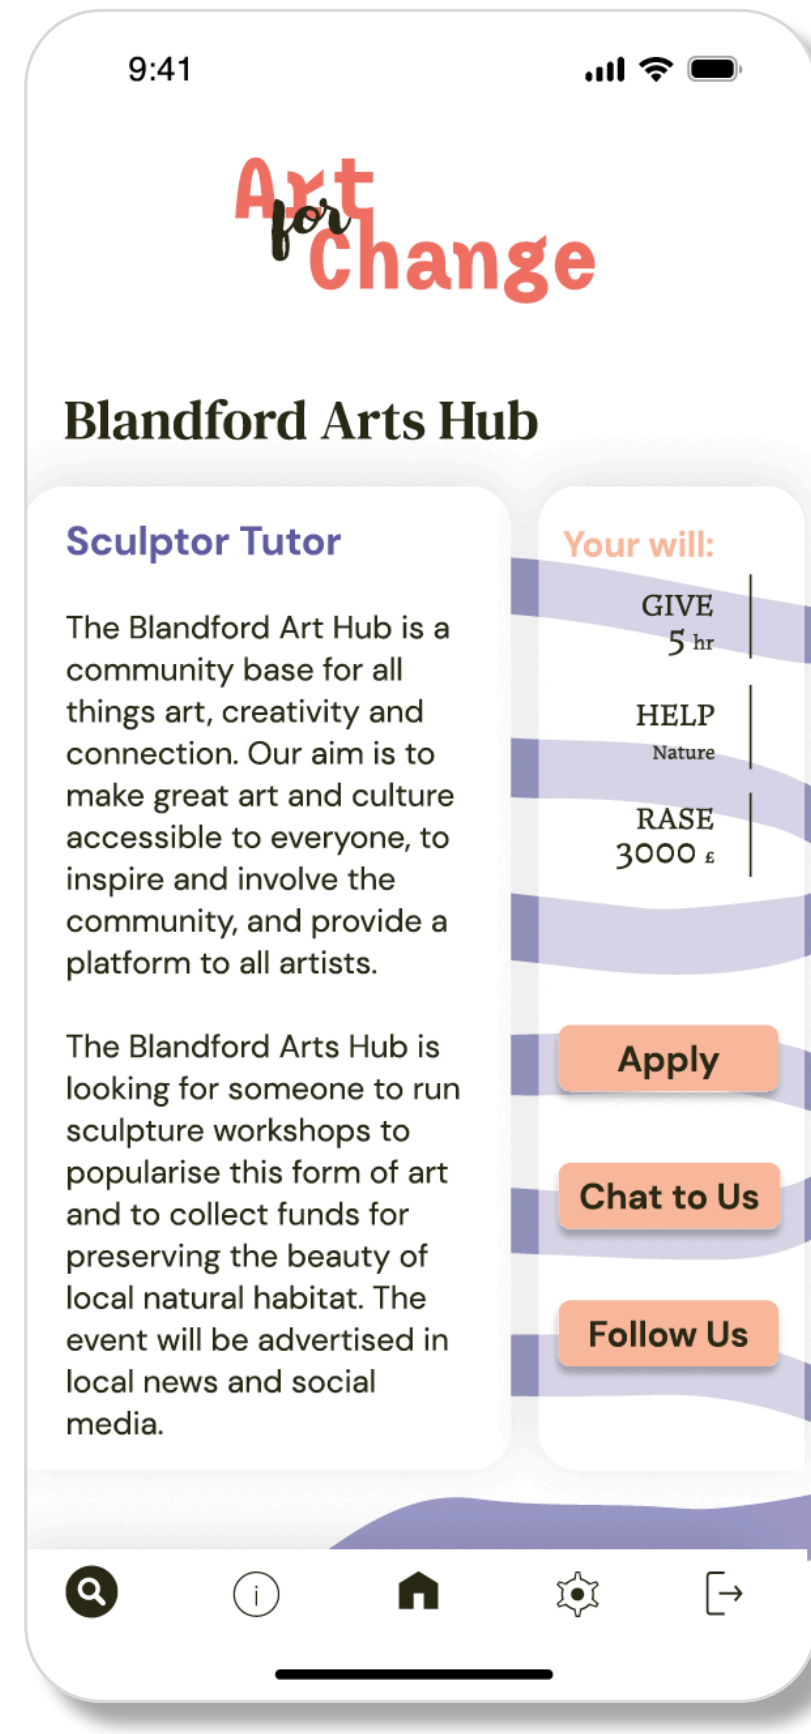 9:41
Art
for
Change
Blandford Arts Hub
Sculptor Tutor
The Blandford Art Hub is a
community base for all
things art, creativity and
connection. Our aim is to
make great art and culture
accessible to everyone, to
inspire and involve the
community, and provide a
platform to all artists.
The Blandford Arts Hub is
looking for someone to run
sculpture workshops to
popularise this form of art
and to collect funds for
preserving the beauty of
local natural habitat. The
event will be advertised in
local news and social
media.
Your will:
GIVE
5 hr
HELP
Nature
RASE
3000 £
Apply
Chat to Us
Follow Us